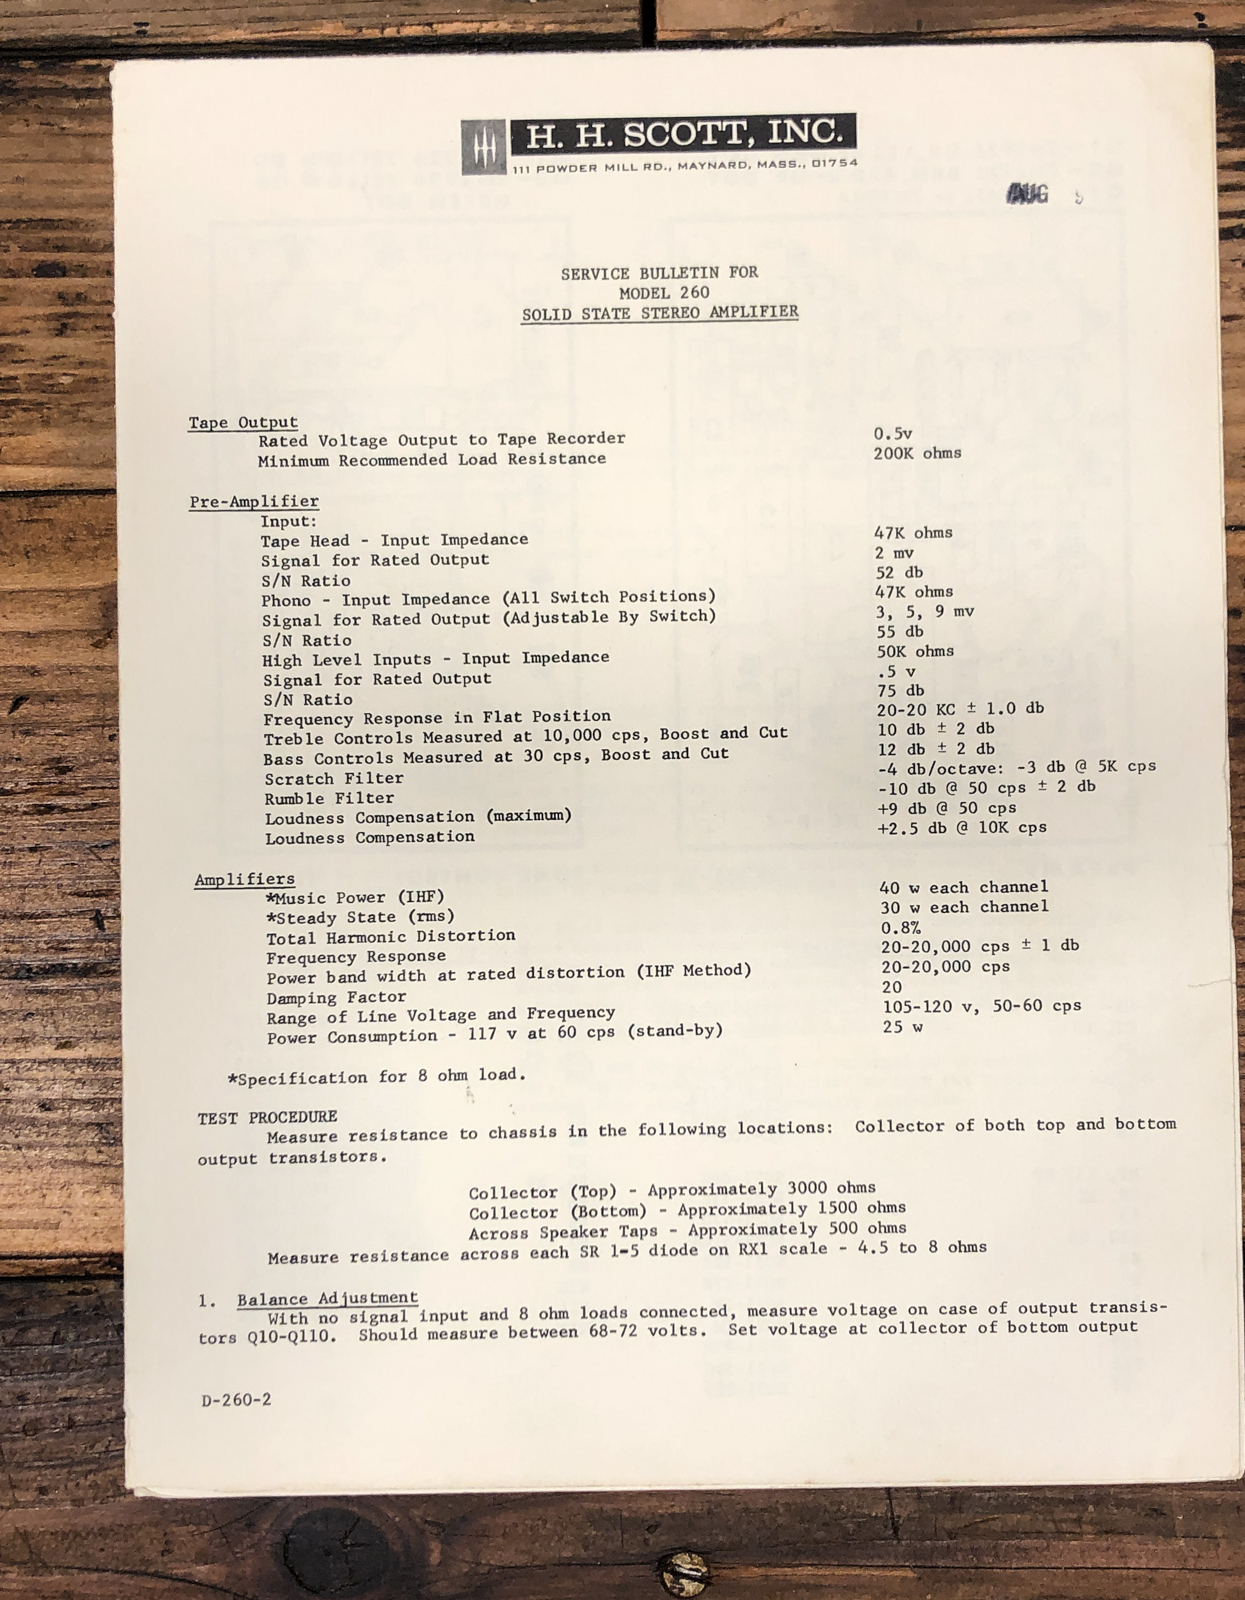 H. H. SCOTT, INC.
111 POWDER MILL RD., MAYNARD, MASS., 01754
AUG
SERVICE BULLETIN FOR
MODEL 260
SOLID STATE STEREO AMPLIFIER
Tape Output
Rated Voltage Output to Tape Recorder 0.5v
Minimum Recommended Load Resistance 200K ohms
Pre-Amplifier
Input:
Tape Head - Input Impedance 47K ohms
Signal for Rated Output 2 mv
S/N Ratio 52 db
Phono - Input Impedance (All Switch Positions) 47K ohms
Signal for Rated Output (Adjustable By Switch) 3, 5, 9 mv
S/N Ratio 55 db
High Level Inputs - Input Impedance 50K ohms
Signal for Rated Output .5 v
S/N Ratio 75 db
Frequency Response in Flat Position 20-20 KC ± 1.0 db
Treble Controls Measured at 10,000 cps, Boost and Cut 10 db ± 2 db
Bass Controls Measured at 30 cps, Boost and Cut 12 db ± 2 db
Scratch Filter -4 db/octave: -3 db @ 5K cps
Rumble Filter -10 db @ 50 cps ± 2 db
Loudness Compensation (maximum) +9 db @ 50 cps
Loudness Compensation +2.5 db @ 10K cps
Amplifiers
*Music Power (IHF) 40 w each channel
*Steady State (rms) 30 w each channel
Total Harmonic Distortion 0.8%
Frequency Response 20-20,000 cps ± 1 db
Power band width at rated distortion (IHF Method) 20-20,000 cps
Damping Factor 20
Range of Line Voltage and Frequency 105-120 v, 50-60 cps
Power Consumption - 117 v at 60 cps (stand-by) 25 w
*Specification for 8 ohm load.
TEST PROCEDURE
Measure resistance to chassis in the following locations: Collector of both top and bottom
output transistors.
Collector (Top) - Approximately 3000 ohms
Collector (Bottom) - Approximately 1500 ohms
Across Speaker Taps - Approximately 500 ohms
Measure resistance across each SR 1-5 diode on RX1 scale - 4.5 to 8 ohms
1. Balance Adjustment
With no signal input and 8 ohm loads connected, measure voltage on case of output transis-
tors Q10-Q110. Should measure between 68-72 volts. Set voltage at collector of bottom output
D-260-2